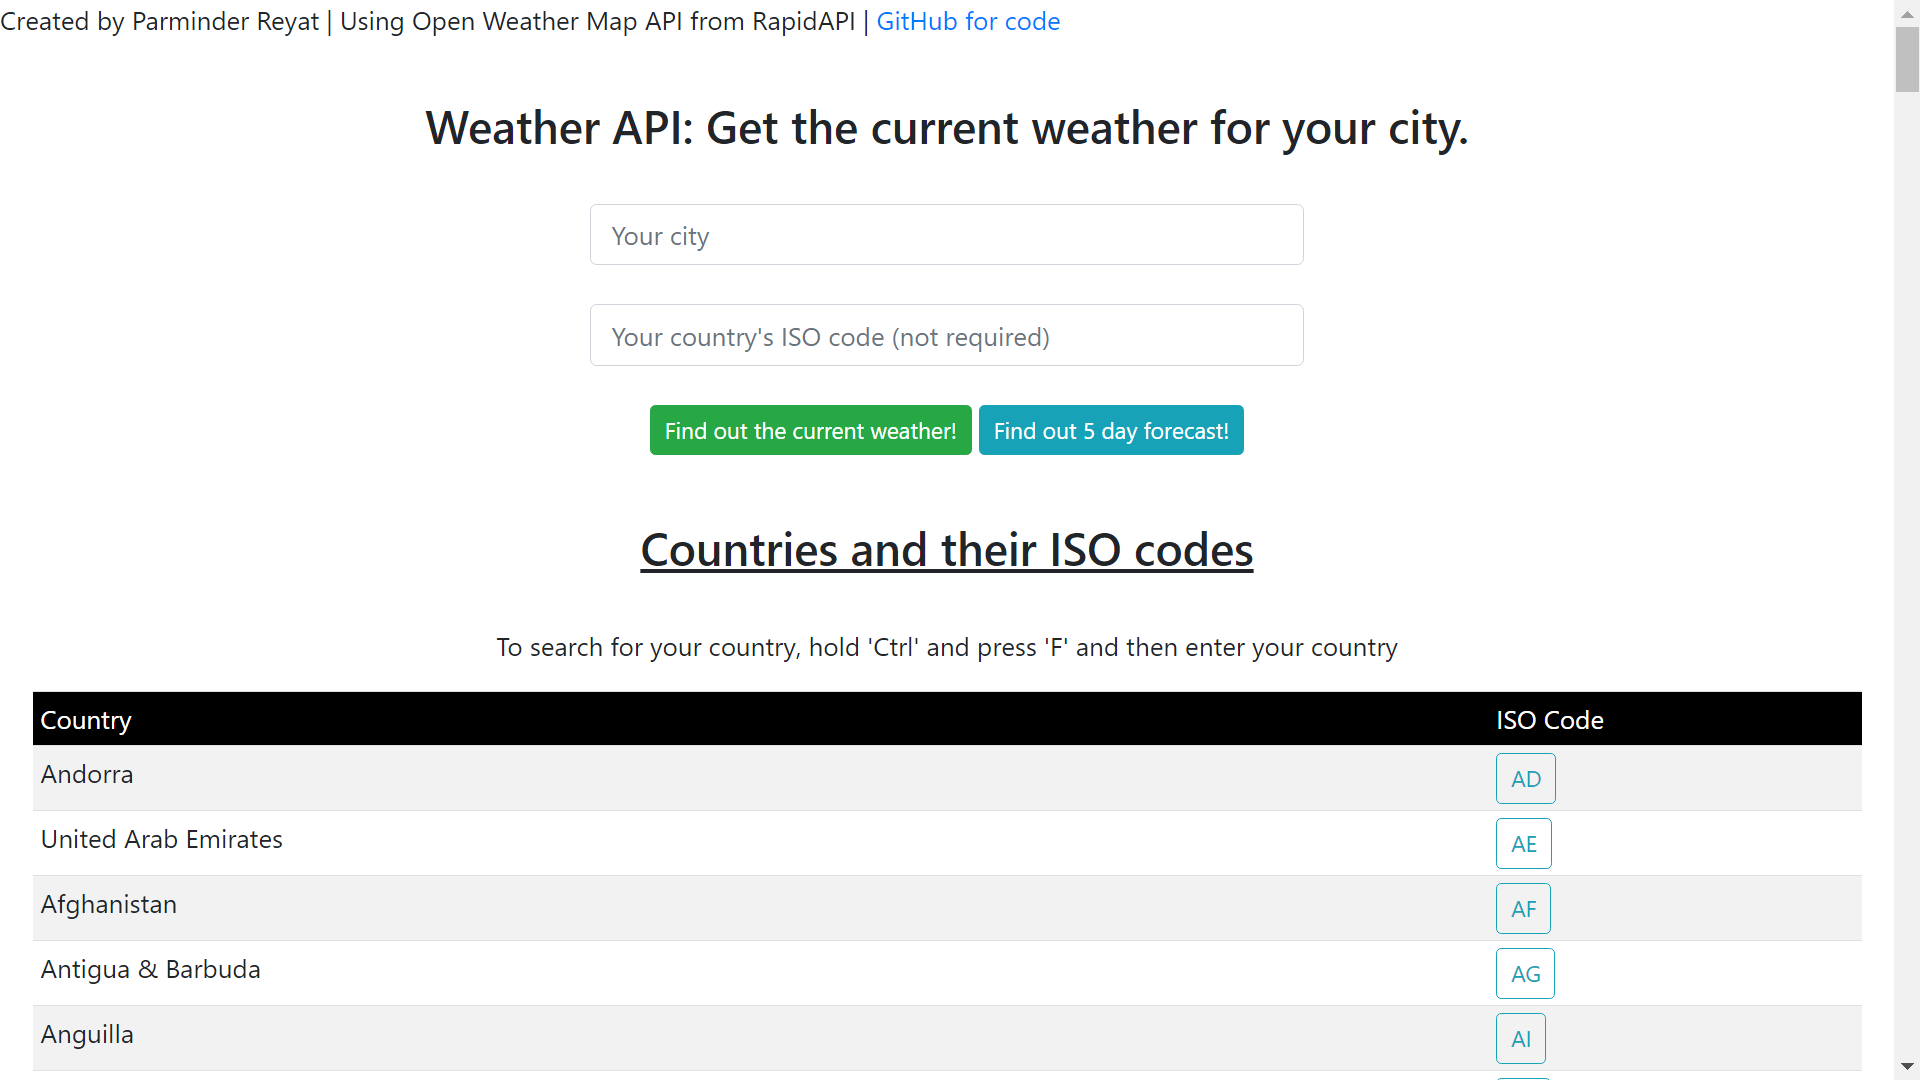 Created by Parminder Reyat | Using Open Weather Map API from RapidAPI | GitHub for code
Weather API: Get the current weather for your city.
Your city
Your country's ISO code (not required)
Find out the current weather! Find out 5 day forecast!
Countries and their ISO codes
To search for your country, hold 'Ctrl' and press 'F' and then enter your country
Country ISO Code
Andorra AD
United Arab Emirates AE
Afghanistan AF
Antigua & Barbuda AG
Anguilla AI